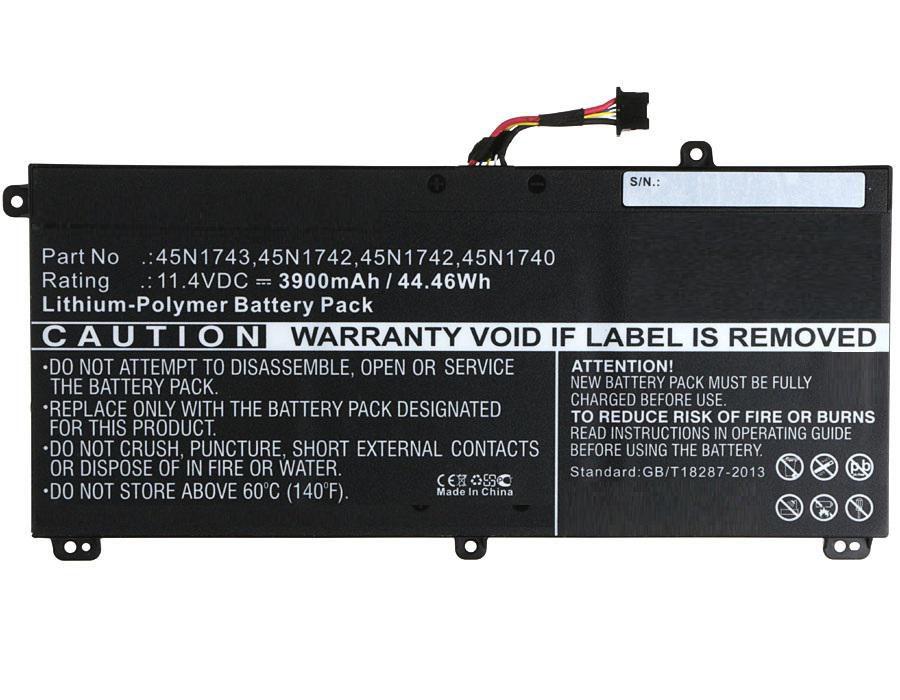 S/N.:
Part No .:45N1743,45N1742,45N1742,45N1740
Rating .:11.4VDC ⎓ 3900mAh / 44.46Wh
Lithium-Polymer Battery Pack
CAUTION WARRANTY VOID IF LABEL IS REMOVED
•DO NOT ATTEMPT TO DISASSEMBLE, OPEN OR SERVICE
THE BATTERY PACK.
•REPLACE ONLY WITH THE BATTERY PACK DESIGNATED
FOR THIS PRODUCT.
•DO NOT CRUSH, PUNCTURE, SHORT EXTERNAL CONTACTS
OR DISPOSE OF IN FIRE OR WATER.
•DO NOT STORE ABOVE 60°C (140°F).
CE FC
Made In China
ATTENTION!
NEW BATTERY PACK MUST BE FULLY
CHARGED BEFORE USE.
TO REDUCE RISK OF FIRE OR BURNS
READ INSTRUCTIONS IN OPERATING GUIDE
BEFORE USING THE BATTERY.
Standard:GB/T18287-2013
Pb